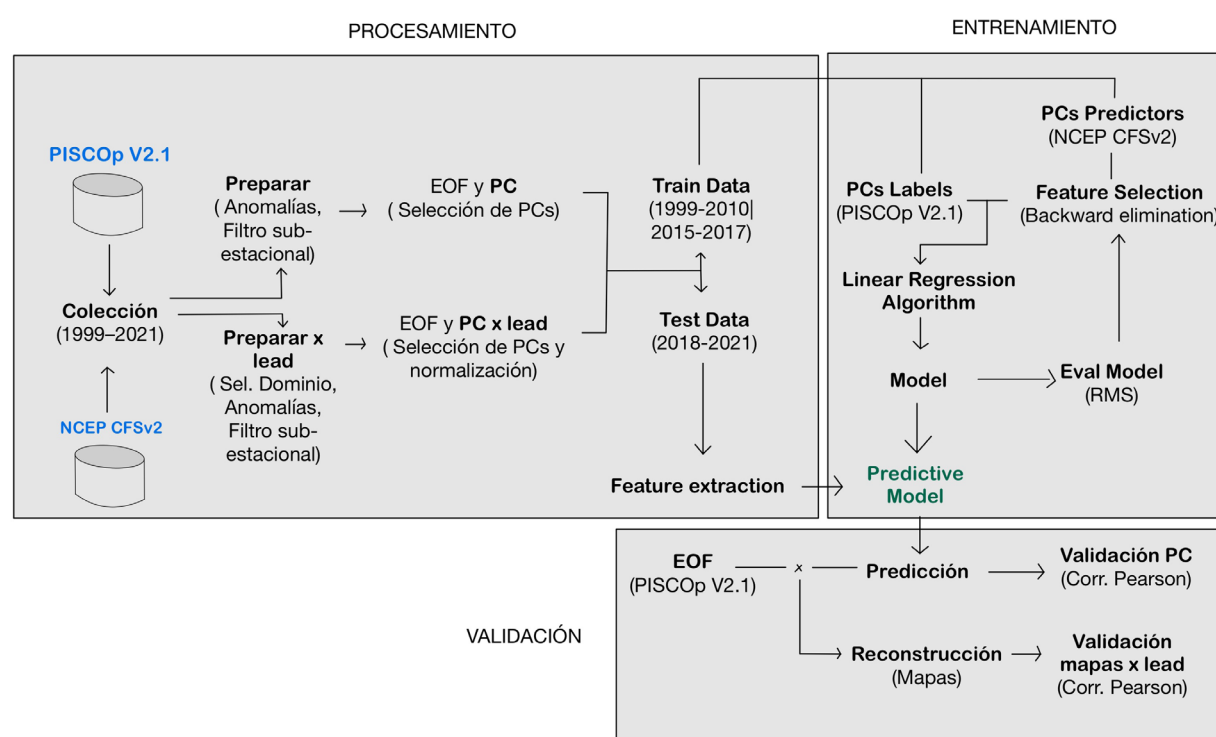 PROCESAMIENTO
ENTRENAMIENTO
PISCOp V2.1
Colección
(1999–2021)
NCEP CFSv2
Preparar
( Anomalías,
Filtro sub-
estacional)
Preparar x
lead
( Sel. Dominio,
Anomalías,
Filtro sub-
estacional)
EOF y PC
( Selección de PCs)
EOF y PC x lead
( Selección de PCs y
normalización)
Train Data
(1999-2010|
2015-2017)
Test Data
(2018-2021)
Feature extraction
PCs Predictors
(NCEP CFSv2)
PCs Labels
(PISCOp V2.1)
Feature Selection
(Backward elimination)
Linear Regression
Algorithm
Model
Eval Model
(RMS)
Predictive
Model
VALIDACIÓN
EOF
(PISCOp V2.1)
x
Predicción
Validación PC
(Corr. Pearson)
Reconstrucción
(Mapas)
Validación
mapas x lead
(Corr. Pearson)